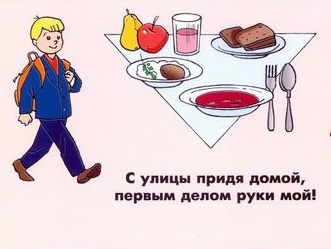 С улицы придя домой,
первым делом руки мой!